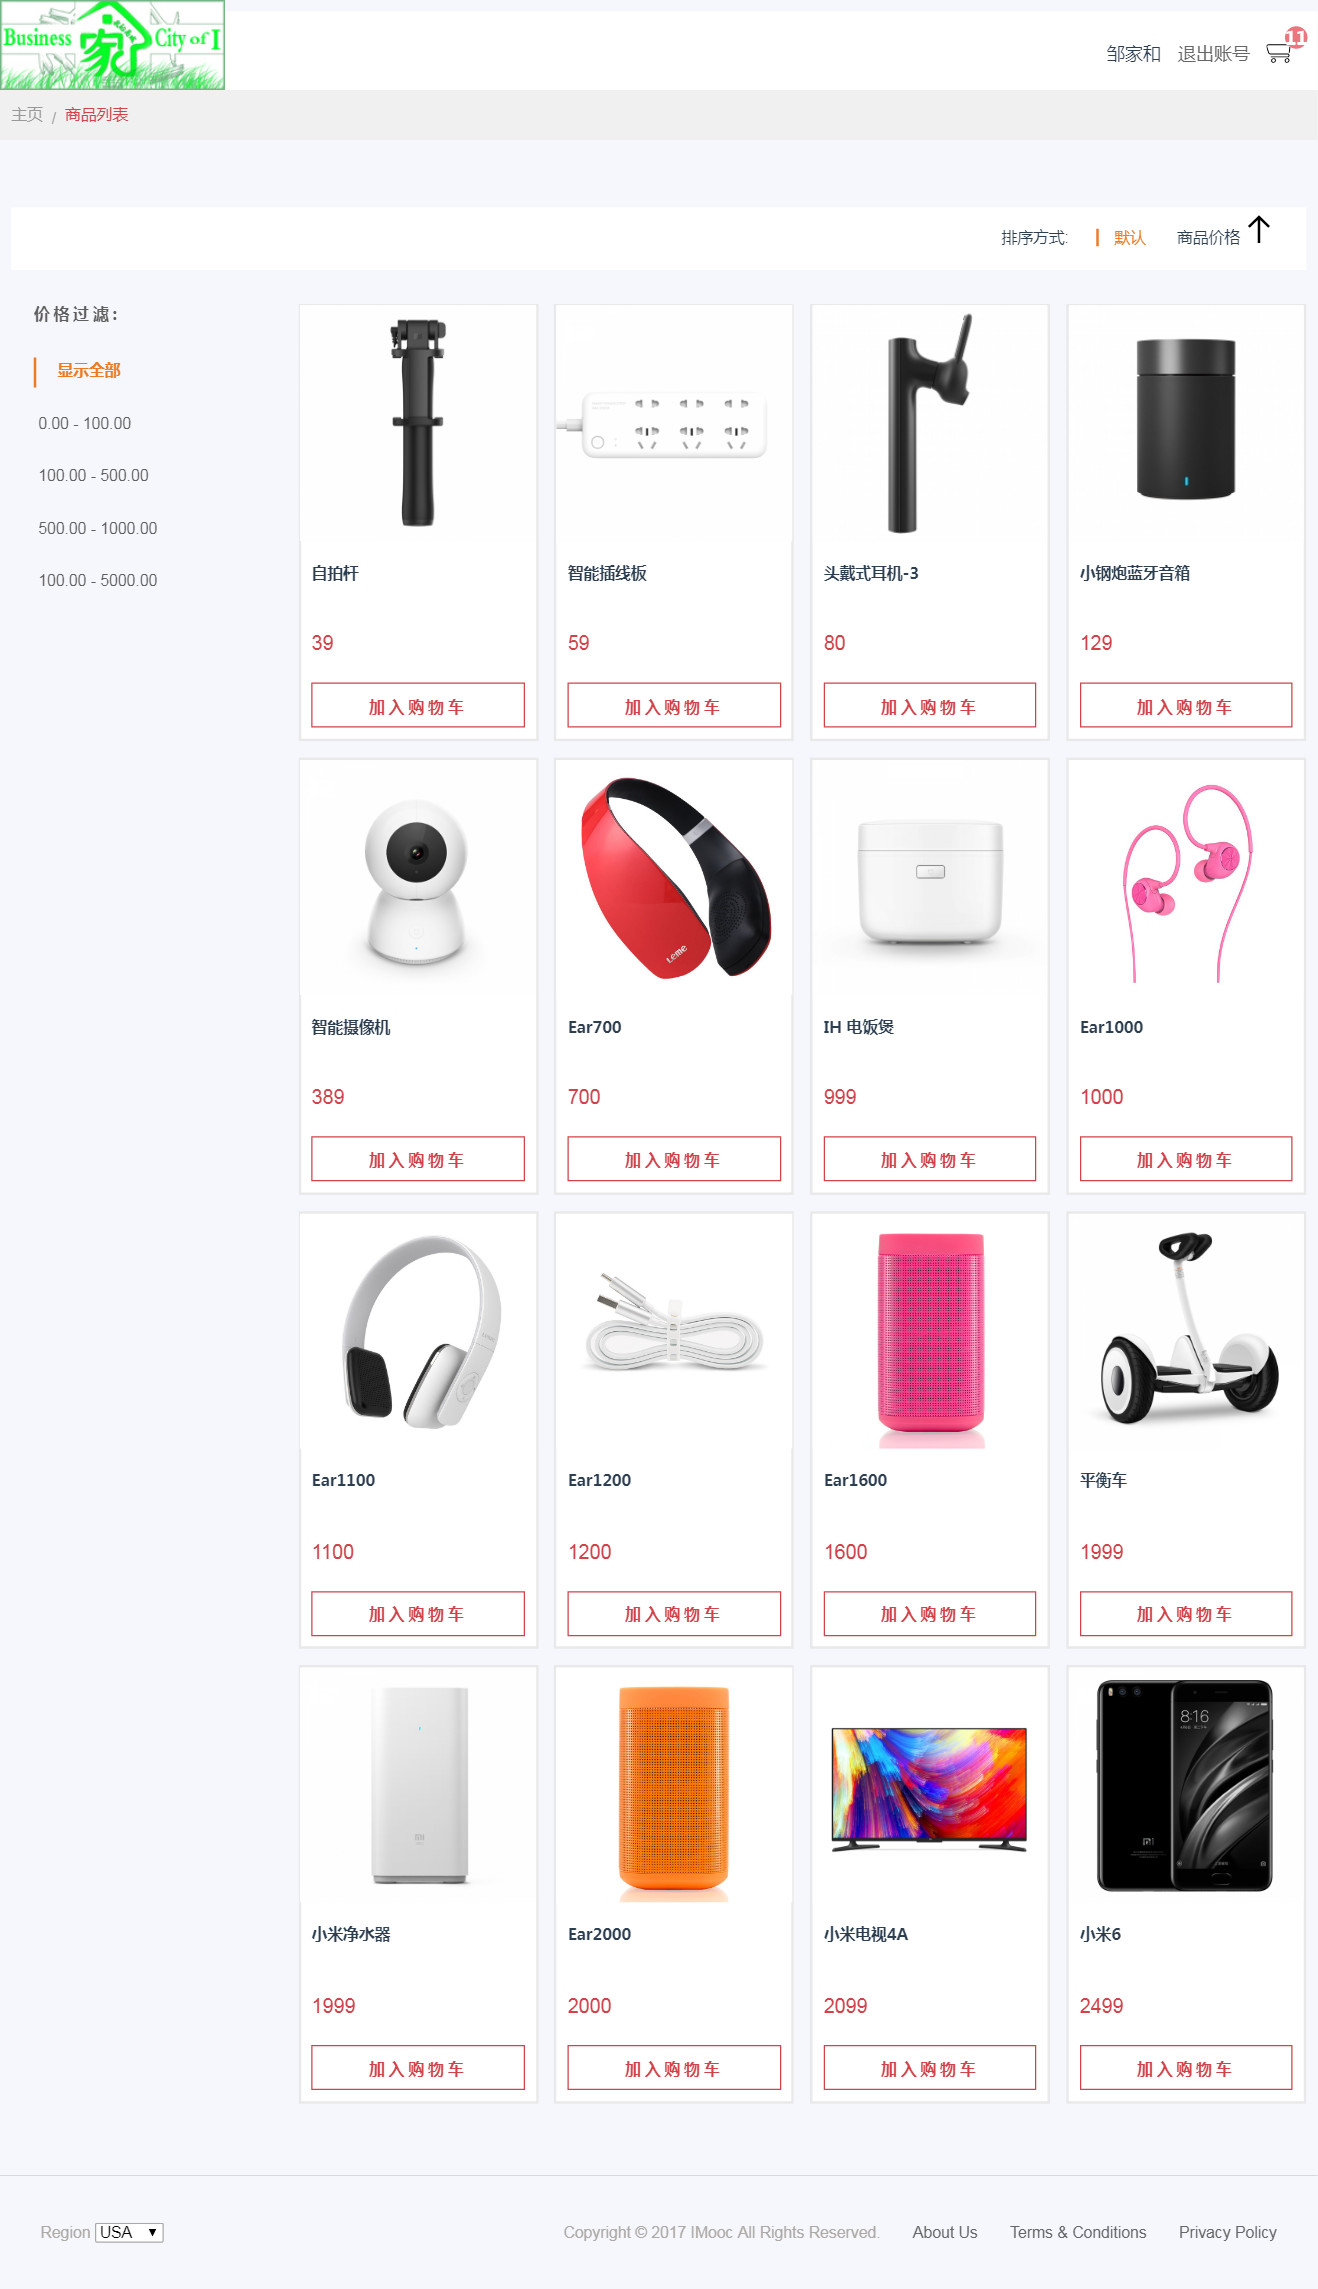 Business 家 City of I
邹家和 退出账号 11
主页 / 商品列表
排序方式: 默认 商品价格
价格过滤:
显示全部
0.00 - 100.00
100.00 - 500.00
500.00 - 1000.00
100.00 - 5000.00
自拍杆 智能插线板 头戴式耳机-3 小钢炮蓝牙音箱
39 59 80 129
加入购物车 加入购物车 加入购物车 加入购物车
Leme
智能摄像机 Ear700 IH 电饭煲 Ear1000
389 700 999 1000
加入购物车 加入购物车 加入购物车 加入购物车
Ear1100 Ear1200 Ear1600 平衡车
1100 1200 1600 1999
加入购物车 加入购物车 加入购物车 加入购物车
8:16
小米净水器 Ear2000 小米电视4A 小米6
1999 2000 2099 2499
加入购物车 加入购物车 加入购物车 加入购物车
Region USA Copyright © 2017 IMooc All Rights Reserved. About Us Terms & Conditions Privacy Policy